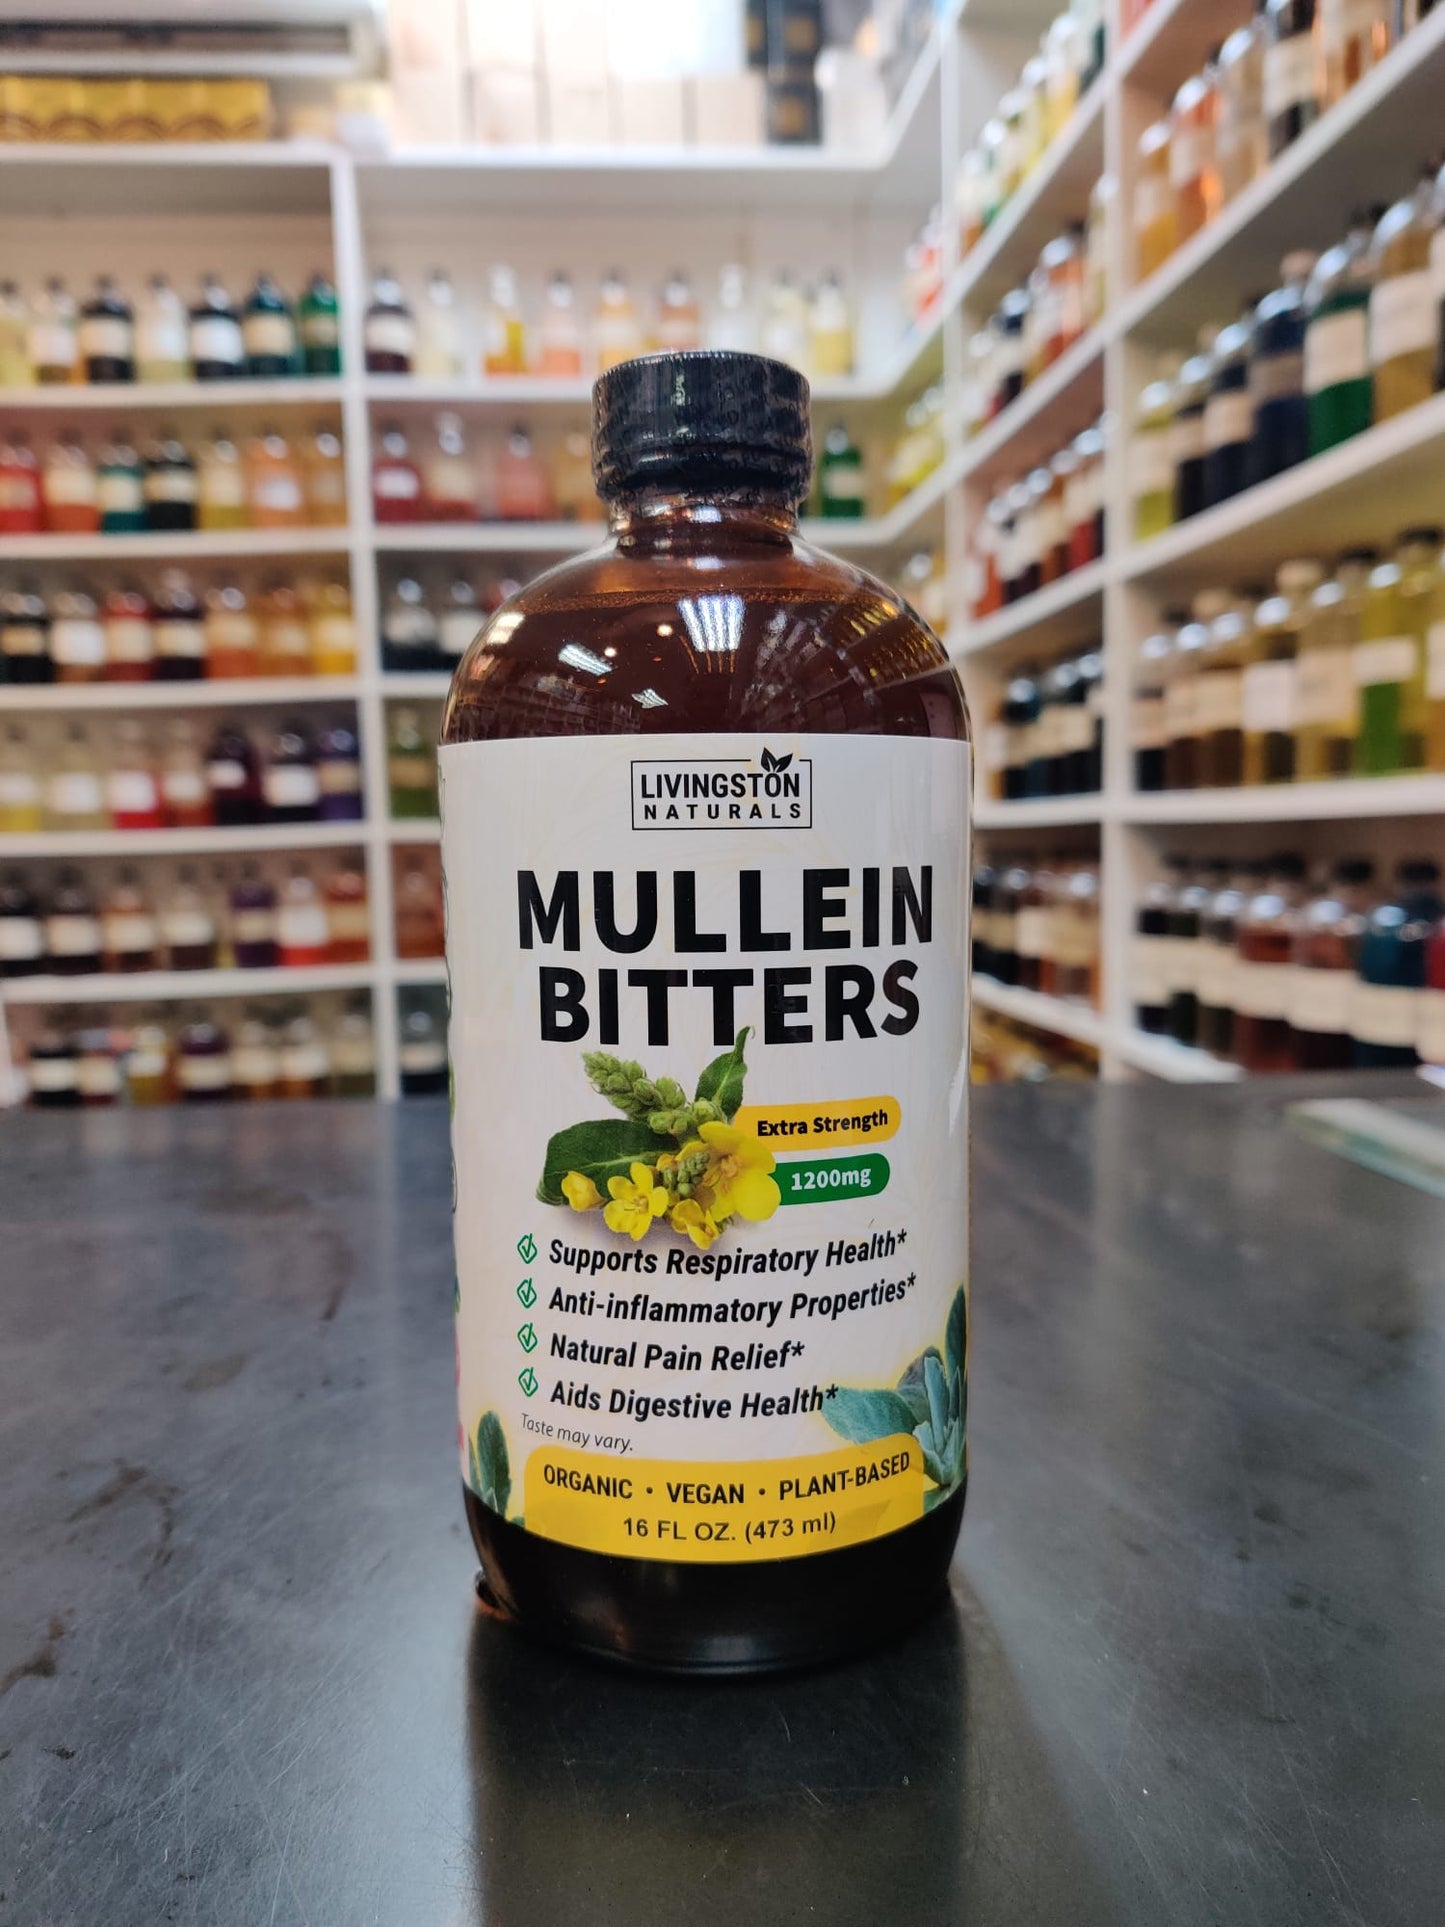 LIVINGSTON
NATURALS
MULLEIN
BITTERS
Extra Strength
1200mg
Supports Respiratory Health*
Anti-inflammatory Properties*
Natural Pain Relief*
Aids Digestive Health*
Taste may vary.
ORGANIC • VEGAN • PLANT-BASED
16 FL OZ. (473 ml)